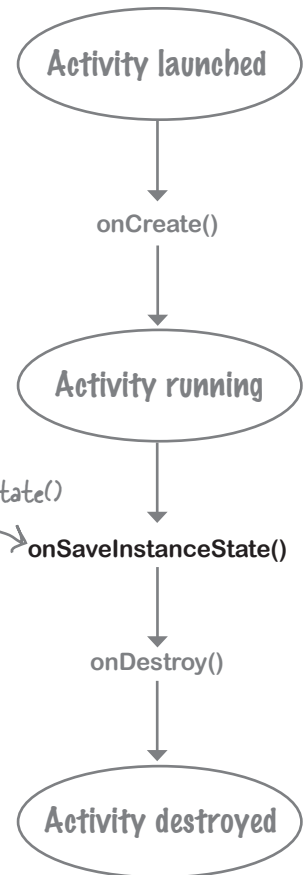 Activity launched
onCreate()
Activity running
tate()
onSaveInstanceState()
onDestroy()
Activity destroyed